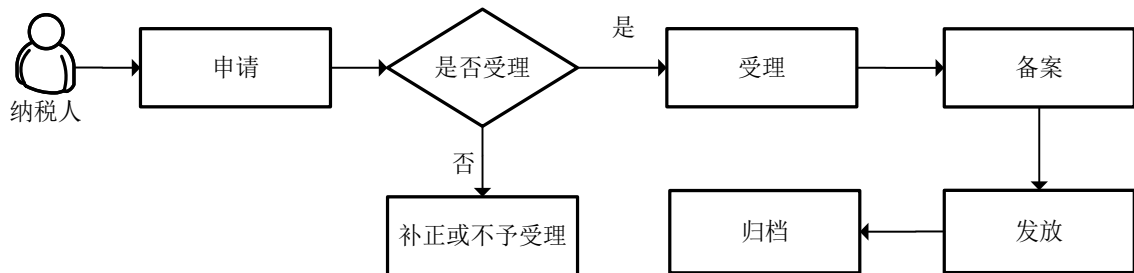 纳税人
申请
是否受理
是
受理
备案
否
补正或不予受理
归档
发放